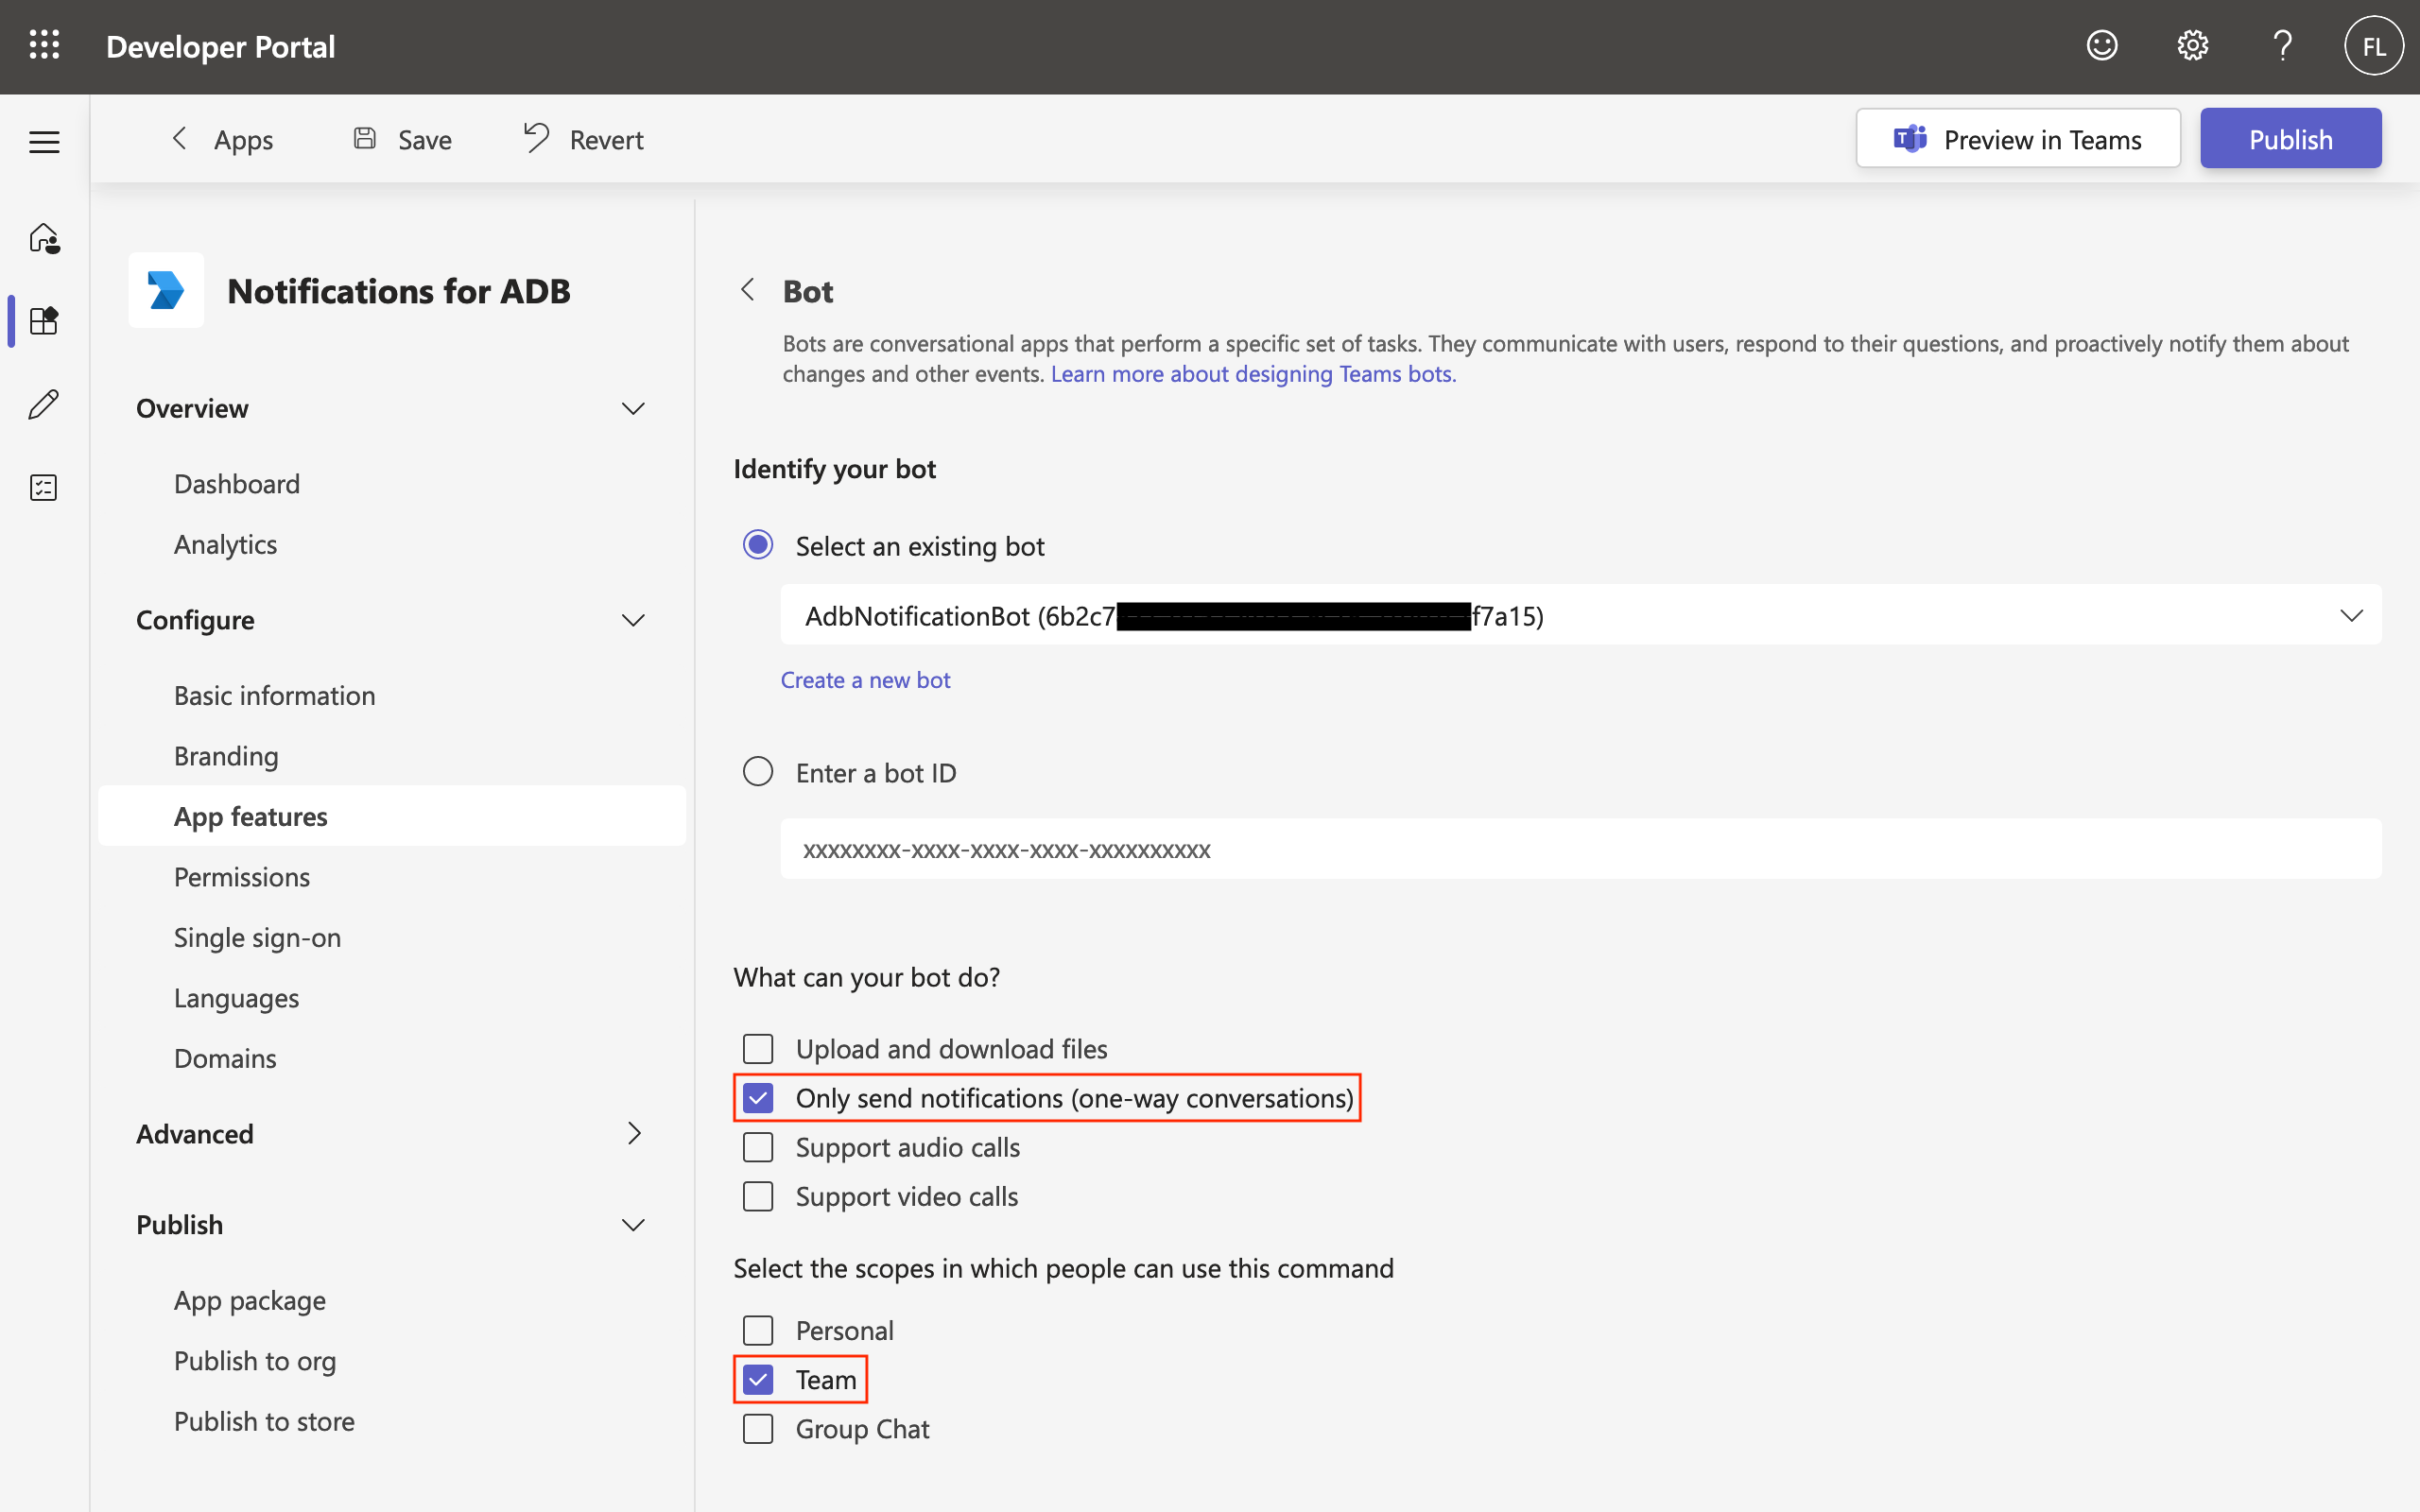 Developer Portal
FL
Apps
Save
Revert
Preview in Teams
Publish
Notifications for ADB
Overview
Dashboard
Analytics
Configure
Basic information
Branding
App features
Permissions
Single sign-on
Languages
Domains
Advanced
Publish
App package
Publish to org
Publish to store
Bot
Bots are conversational apps that perform a specific set of tasks. They communicate with users, respond to their questions, and proactively notify them about
changes and other events. Learn more about designing Teams bots.
Identify your bot
Select an existing bot
AdbNotificationBot (6b2c7 f7a15)
Create a new bot
Enter a bot ID
xxxxxxxx-xxxx-xxxx-xxxx-xxxxxxxxxx
What can your bot do?
Upload and download files
Only send notifications (one-way conversations)
Support audio calls
Support video calls
Select the scopes in which people can use this command
Personal
Team
Group Chat